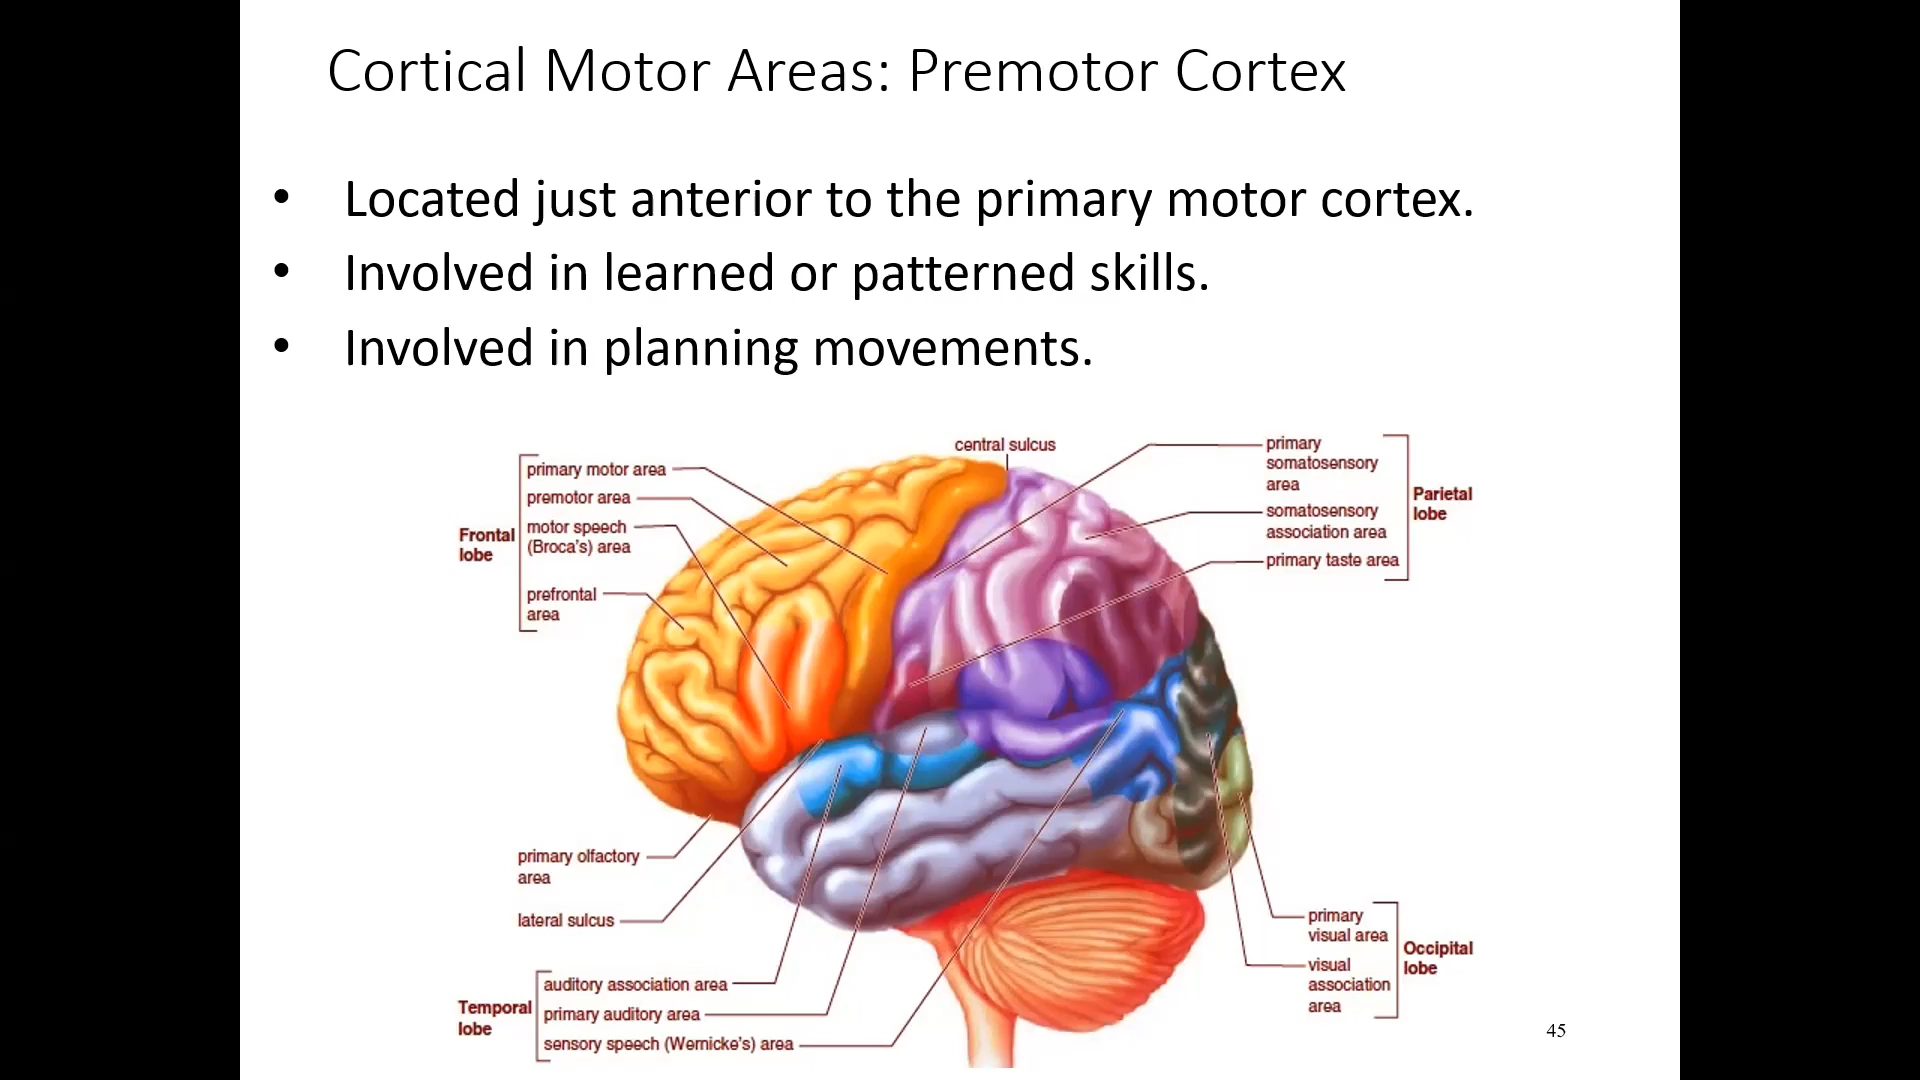 Cortical Motor Areas: Premotor Cortex
• Located just anterior to the primary motor cortex.
• Involved in learned or patterned skills.
• Involved in planning movements.
central sulcus
primary motor area
premotor area
motor speech
(Broca's) area
Frontal
lobe
prefrontal
area
primary
somatosensory
area
somatosensory
association area
primary taste area
Parietal
lobe
primary olfactory
area
lateral sulcus
auditory association area
primary auditory area
sensory speech (Wernicke's) area
Temporal
lobe
primary
visual area
visual
association
area
Occipital
lobe
45